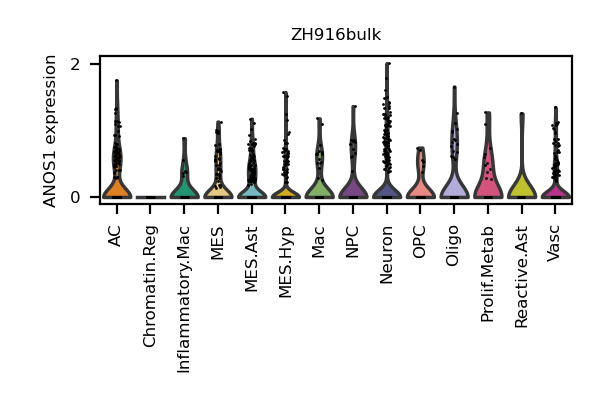 ZH916bulk
ANOS1 expression
2
0
AC
Chromatin.Reg
Inflammatory.Mac
MES
MES.Ast
MES.Hyp
Mac
NPC
Neuron
OPC
Oligo
Prolif.Metab
Reactive.Ast
Vasc